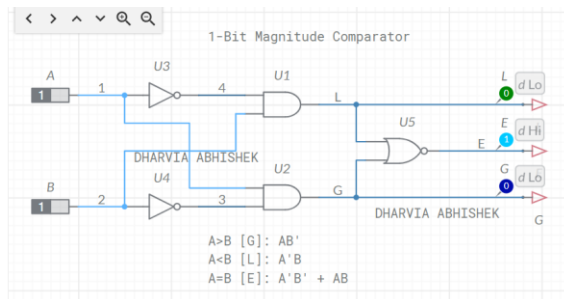 1-Bit Magnitude Comparator
A
1
1
U3
4
U1
L
L
0
d Lo
U5
E
E
1
d Hi
DHARVIA ABHISHEK
B
1
2
U4
3
U2
G
G
0
d Lo
DHARVIA ABHISHEK
G
A>B [G]: AB'
A<B [L]: A'B
A=B [E]: A'B' + AB